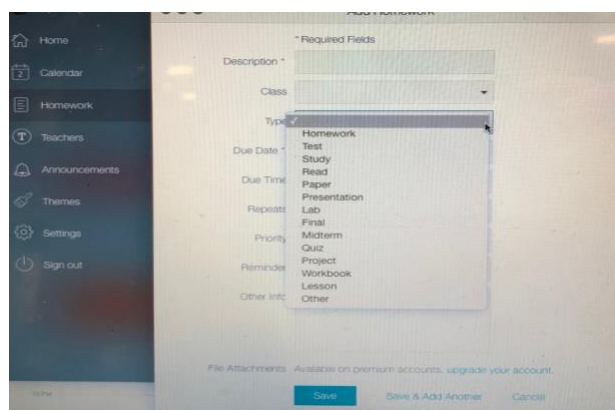 Add Homework
* Required Fields
Home
Calendar
2
Homework
Teachers
T
Announcements
Themes
Settings
Sign out
Description *
Class
Type
✓
Homework
Test
Study
Read
Paper
Presentation
Lab
Final
Midterm
Quiz
Project
Workbook
Lesson
Other
Due Date *
Due Time
Repeats
Priority
Reminder
Other Info
File Attachments Available on premium accounts, upgrade your account.
Save
Save & Add Another
Cancel